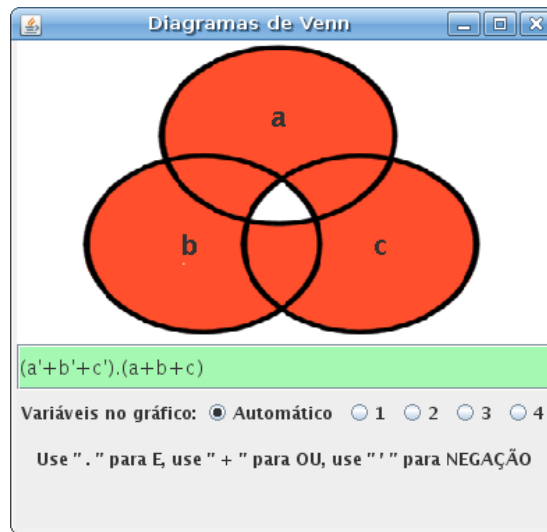 Diagramas de Venn
a
b
c
(a'+b'+c').(a+b+c)
Variáveis no gráfico: Automático 1 2 3 4
Use " . " para E, use " + " para OU, use " ' " para NEGAÇÃO